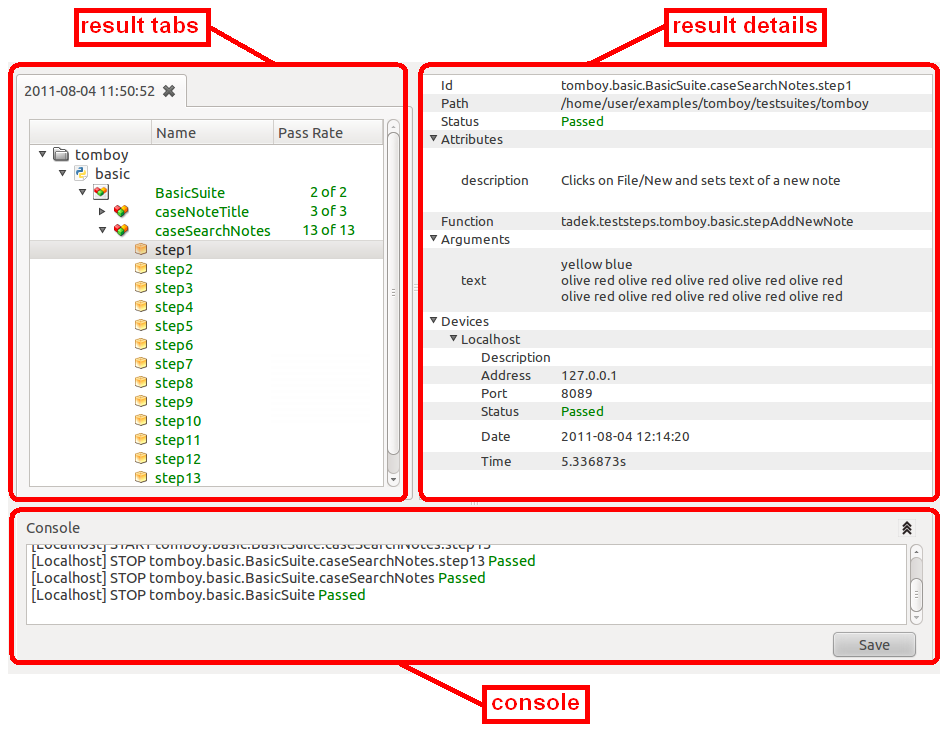 result tabs
result details
2011-08-04 11:50:52
Name Pass Rate
tomboy
basic
BasicSuite 2 of 2
caseNoteTitle 3 of 3
caseSearchNotes 13 of 13
step1
step2
step3
step4
step5
step6
step7
step8
step9
step10
step11
step12
step13
Id tomboy.basic.BasicSuite.caseSearchNotes.step1
Path /home/user/examples/tomboy/testsuites/tomboy
Status Passed
Attributes
description Clicks on File/New and sets text of a new note
Function tadek.teststeps.tomboy.basic.stepAddNewNote
Arguments
yellow blue
text olive red olive red olive red olive red olive red
olive red olive red olive red olive red olive red
Devices
Localhost
Description
Address 127.0.0.1
Port 8089
Status Passed
Date 2011-08-04 12:14:20
Time 5.336873s
Console
[Localhost] START tomboy.basic.BasicSuite.caseSearchNotes.step13
[Localhost] STOP tomboy.basic.BasicSuite.caseSearchNotes.step13 Passed
[Localhost] STOP tomboy.basic.BasicSuite.caseSearchNotes Passed
[Localhost] STOP tomboy.basic.BasicSuite Passed
Save
console